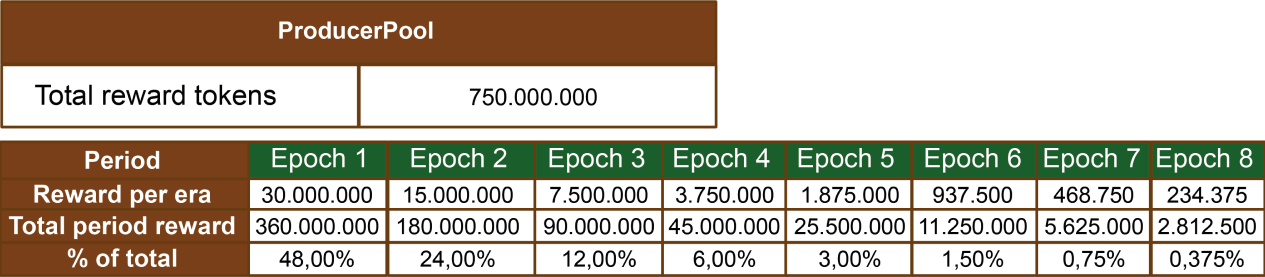 ProducerPool
Total reward tokens 750.000.000
Period Epoch 1 Epoch 2 Epoch 3 Epoch 4 Epoch 5 Epoch 6 Epoch 7 Epoch 8
Reward per era 30.000.000 15.000.000 7.500.000 3.750.000 1.875.000 937.500 468.750 234.375
Total period reward 360.000.000 180.000.000 90.000.000 45.000.000 25.500.000 11.250.000 5.625.000 2.812.500
% of total 48,00% 24,00% 12,00% 6,00% 3,00% 1,50% 0,75% 0,375%